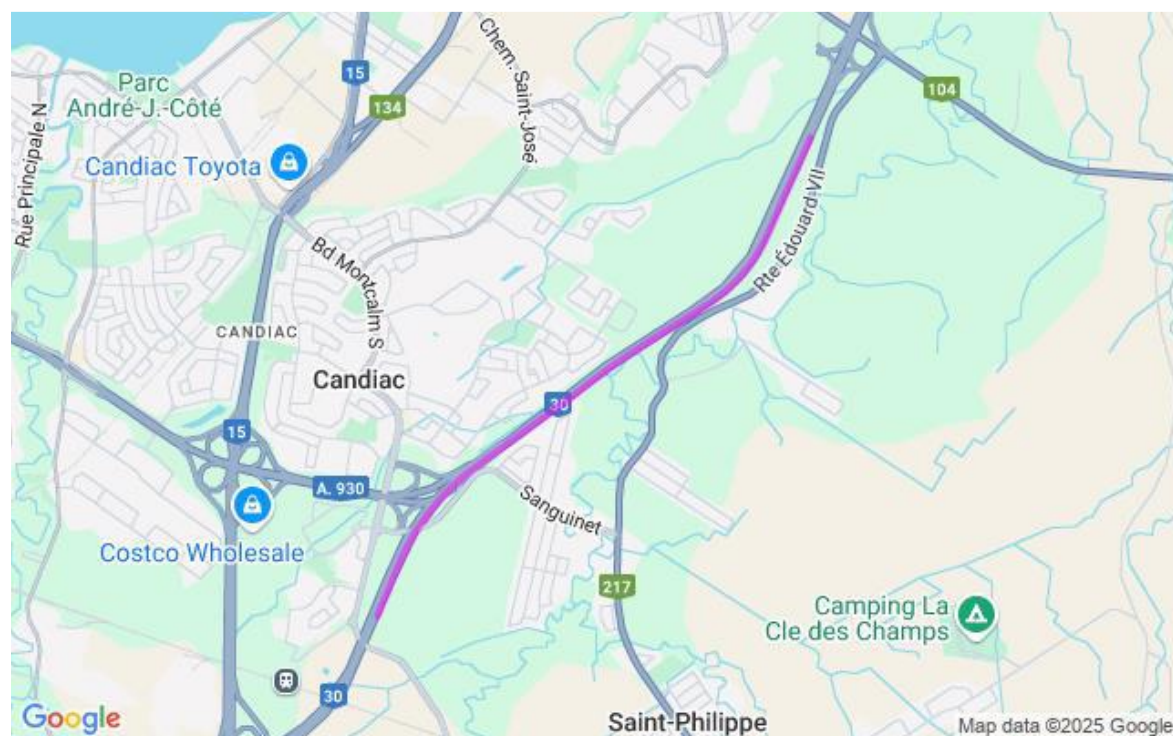 Parc
André-J.-Côté
15
134
Chem. Saint-José
104
Candiac Toyota
Rue Principale N
Bd Montcalm S
Rte Édouard VII
CANDIAC
Candiac
30
15
A. 930
Sanguinet
Costco Wholesale
217
Camping La
Cle des Champs
30
Saint-Philippe
Google
Map data ©2025 Google